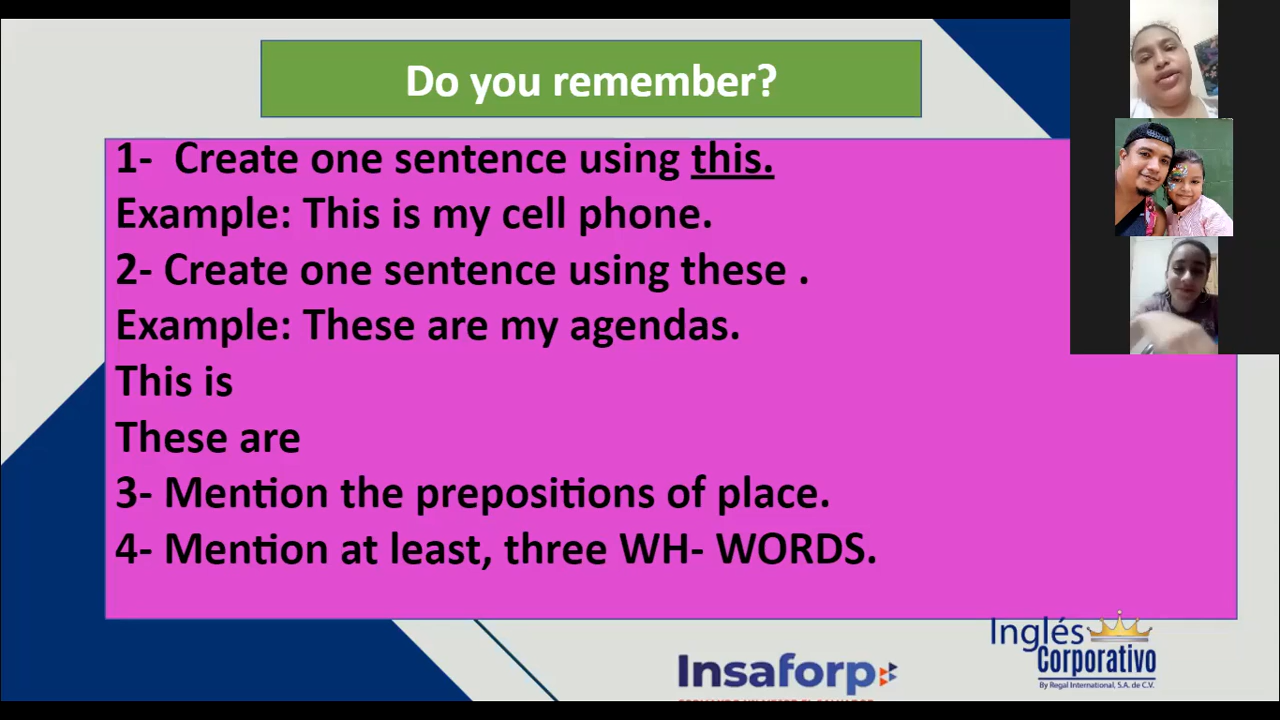 Do you remember?
1- Create one sentence using this.
Example: This is my cell phone.
2- Create one sentence using these .
Example: These are my agendas.
This is
These are
3- Mention the prepositions of place.
4- Mention at least, three WH- WORDS.
Inglés
Corporativo
By Regal International, S.A. de C.V.
Insaforp